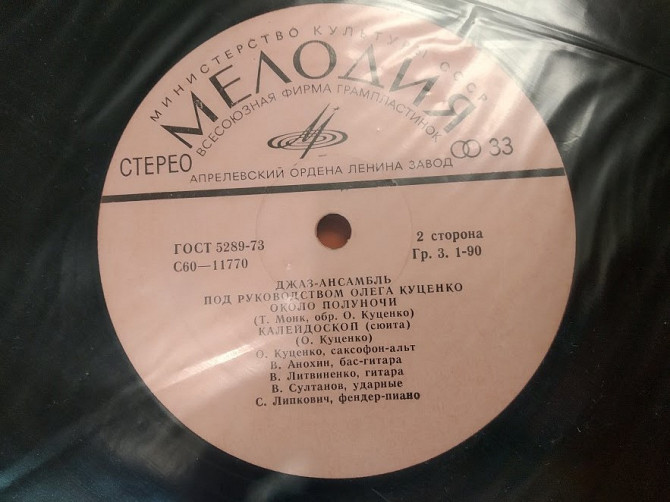 МИНИСТЕРСТВО КУЛЬТУРЫ СССР
МЕЛОДИЯ
ВСЕСОЮЗНАЯ ФИРМА ГРАМПЛАСТИНОК
СТЕРЕО
33
АПРЕЛЕВСКИЙ ОРДЕНА ЛЕНИНА ЗАВОД
ГОСТ 5289-73
2 сторона
С60—11770
Гр. 3. 1-90
ДЖАЗ-АНСАМБЛЬ
ПОД РУКОВОДСТВОМ ОЛЕГА КУЦЕНКО
ОКОЛО ПОЛУНОЧИ
(Т. Монк, обр. О. Куценко)
КАЛЕЙДОСКОП (сюита)
(О. Куценко)
О. Куценко, саксофон-альт
В. Анохин, бас-гитара
В. Литвиненко, гитара
В. Султанов, ударные
С. Липкович, фендер-пиано